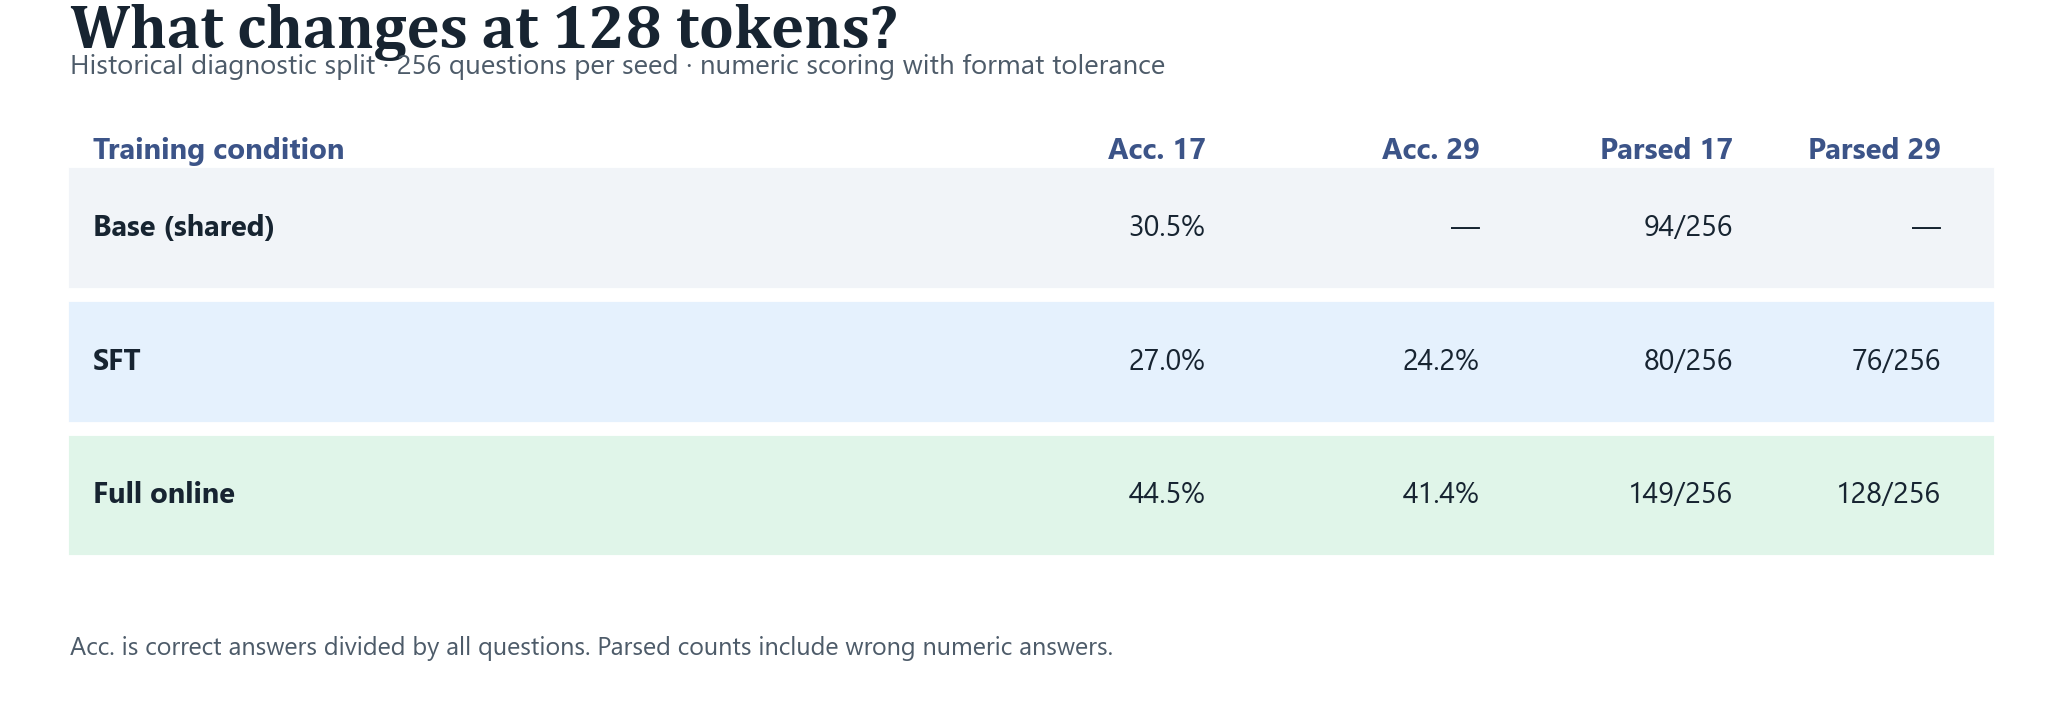 What changes at 128 tokens?
Historical diagnostic split · 256 questions per seed · numeric scoring with format tolerance
Training condition Acc. 17 Acc. 29 Parsed 17 Parsed 29
Base (shared) 30.5% — 94/256 —
SFT 27.0% 24.2% 80/256 76/256
Full online 44.5% 41.4% 149/256 128/256
Acc. is correct answers divided by all questions. Parsed counts include wrong numeric answers.